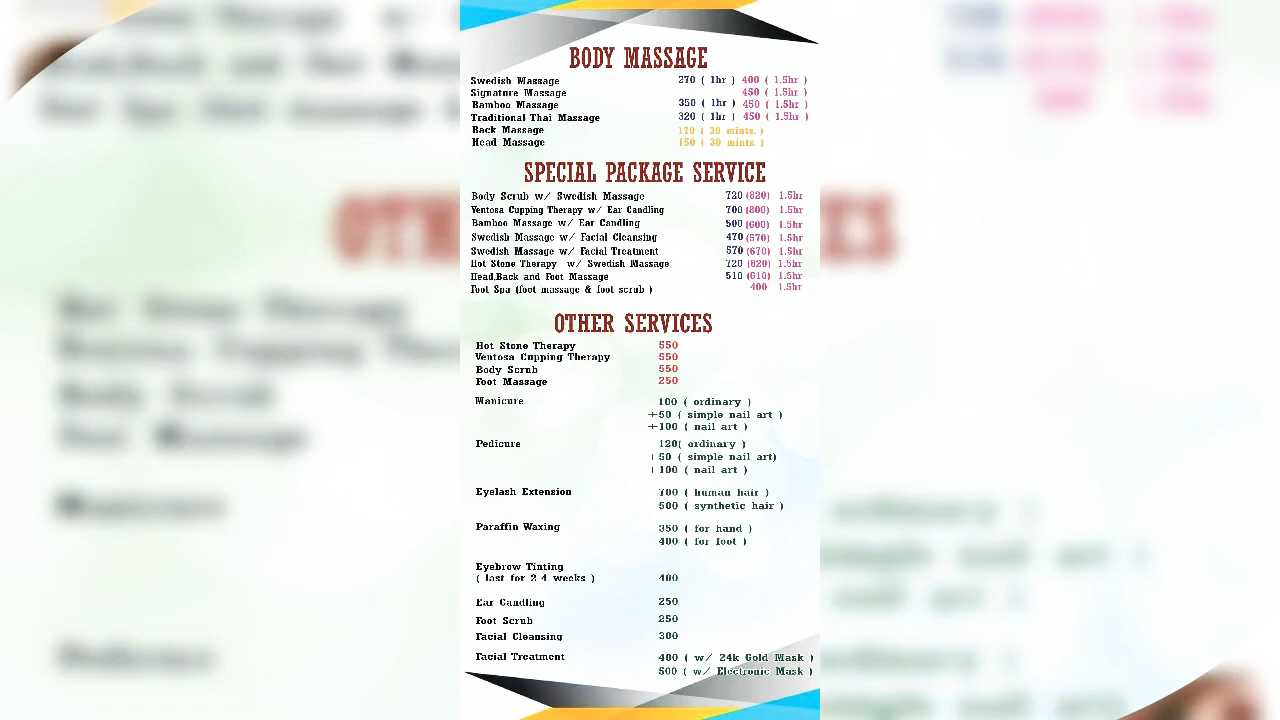 BODY MASSAGE
Swedish Massage 270 ( 1hr ) 400 ( 1.5hr )
Signature Massage 450 ( 1.5hr )
Bamboo Massage 350 ( 1hr ) 450 ( 1.5hr )
Traditional Thai Massage 320 ( 1hr ) 450 ( 1.5hr )
Back Massage 170 ( 30 mints. )
Head Massage 150 ( 30 mints. )
SPECIAL PACKAGE SERVICE
Body Scrub w/ Swedish Massage 720 (820) 1.5hr
Ventosa Cupping Therapy w/ Ear Candling 700 (800) 1.5hr
Bamboo Massage w/ Ear Candling 500 (600) 1.5hr
Swedish Massage w/ Facial Cleansing 470 (570) 1.5hr
Swedish Massage w/ Facial Treatment 570 (670) 1.5hr
Hot Stone Therapy w/ Swedish Massage 720 (820) 1.5hr
Head,Back and Foot Massage 510 (610) 1.5hr
Foot Spa (foot massage & foot scrub ) 400 1.5hr
OTHER SERVICES
Hot Stone Therapy 550
Ventosa Cupping Therapy 550
Body Scrub 550
Foot Massage 250
Manicure 100 ( ordinary )
+50 ( simple nail art )
+100 ( nail art )
Pedicure 120( ordinary )
+50 ( simple nail art)
+100 ( nail art )
Eyelash Extension 700 ( human hair )
500 ( synthetic hair )
Paraffin Waxing 350 ( for hand )
400 ( for foot )
Eyebrow Tinting
( last for 2-4 weeks ) 400
Ear Candling 250
Foot Scrub 250
Facial Cleansing 300
Facial Treatment 400 ( w/ 24k Gold Mask )
500 ( w/ Electronic Mask )